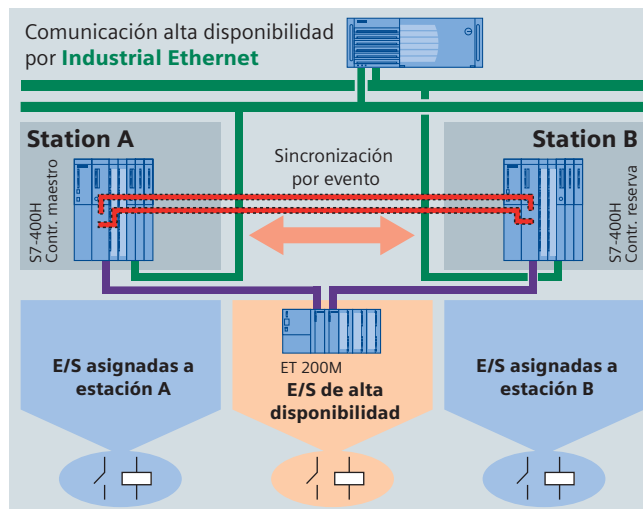 Comunicación alta disponibilidad
por Industrial Ethernet
Station A
Station B
Sincronización
por evento
S7-400H
Contr. maestro
S7-400H
Contr. reserva
E/S asignadas a
estación A
ET 200M
E/S de alta
disponibilidad
E/S asignadas a
estación B